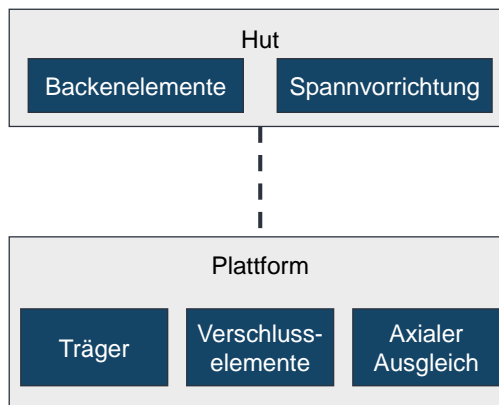 Hut
Backenelemente
Spannvorrichtung
Plattform
Träger
Verschluss-
elemente
Axialer
Ausgleich